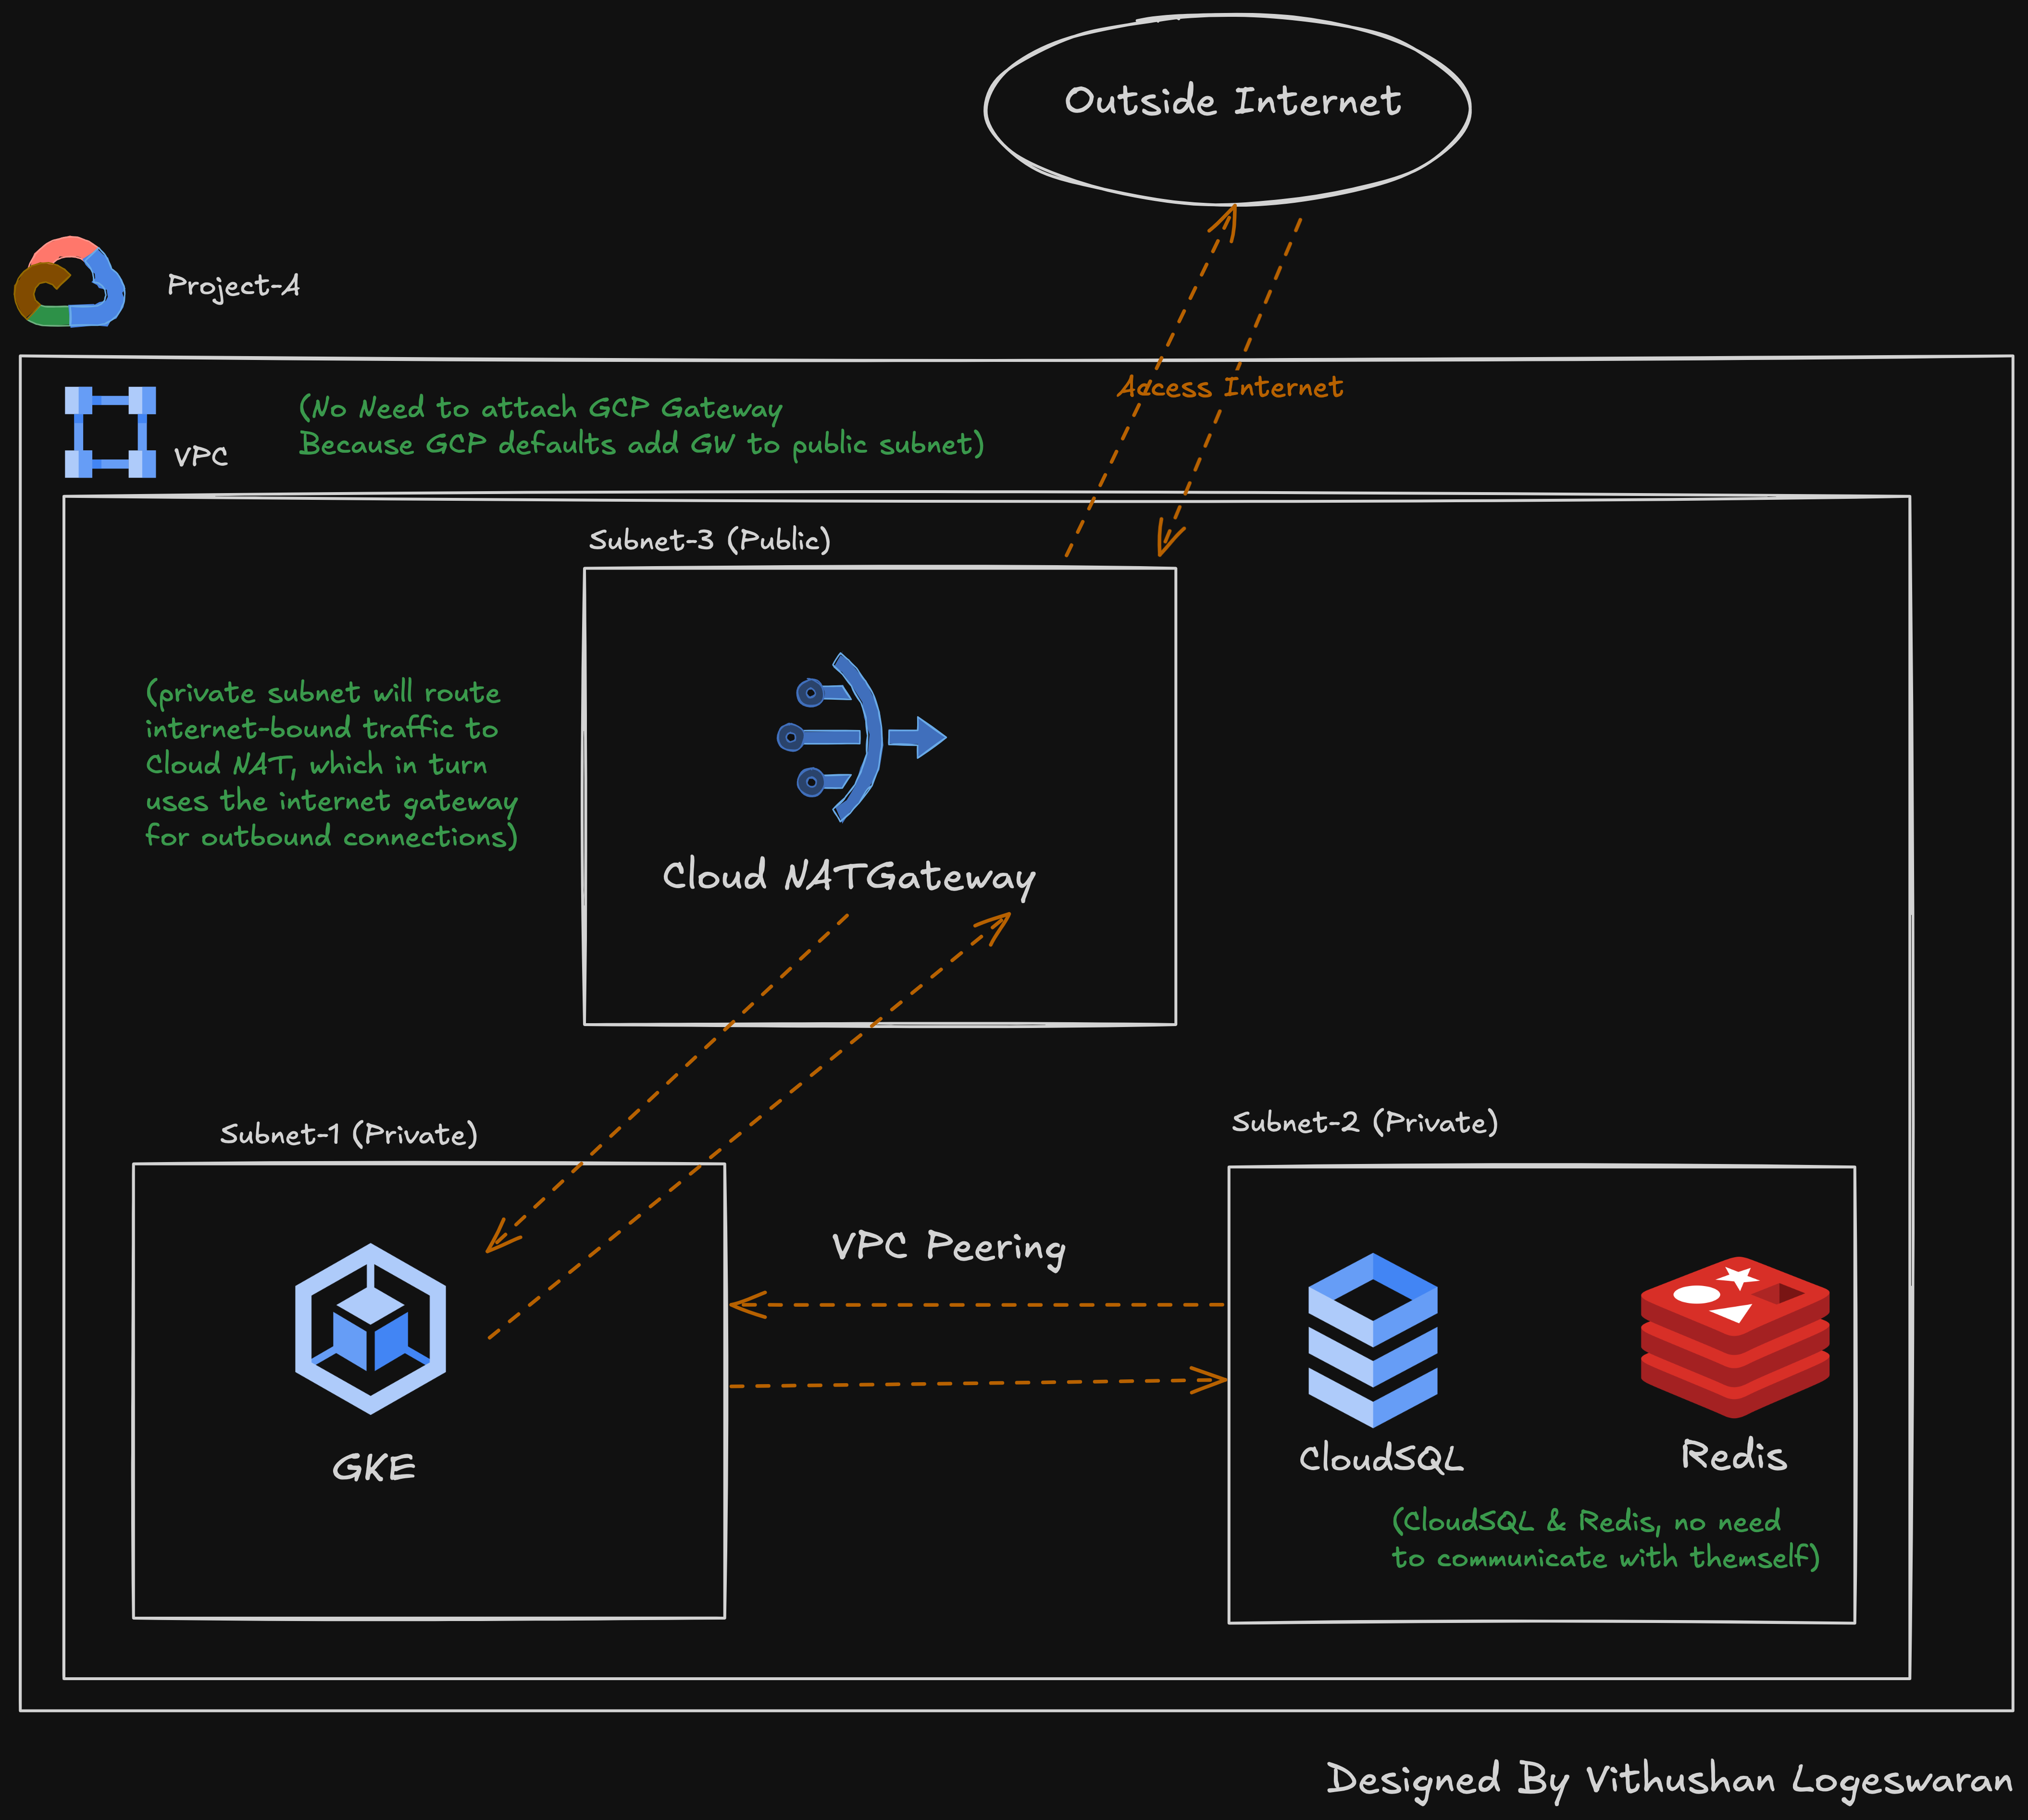 Outside Internet
Project-A
Access Internet
(No Need to attach GCP Gateway
Because GCP defaults add GW to public subnet)
VPC
Subnet-3 (Public)
(private subnet will route
internet-bound traffic to
Cloud NAT, which in turn
uses the internet gateway
for outbound connections)
Cloud NATGateway
Subnet-1 (Private)
Subnet-2 (Private)
VPC Peering
GKE
CloudSQL
Redis
(CloudSQL & Redis, no need
to communicate with themself)
Designed By Vithushan Logeswaran